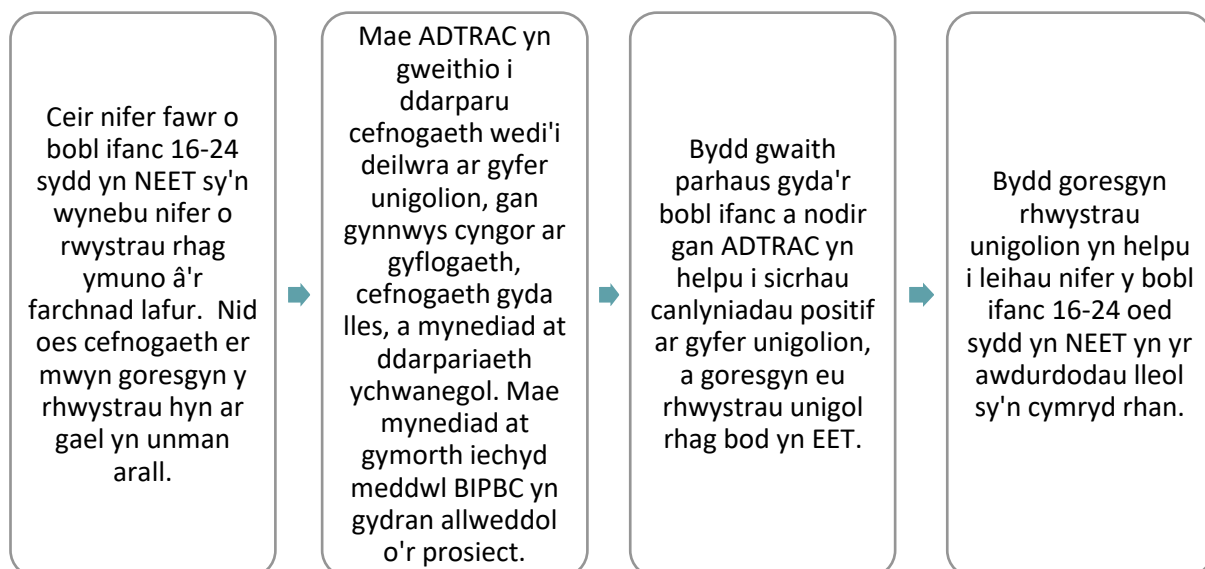 Ceir nifer fawr o
bobl ifanc 16-24
sydd yn NEET sy'n
wynebu nifer o
rwystrau rhag
ymuno â'r
farchnad lafur.  Nid
oes cefnogaeth er
mwyn goresgyn y
rhwystrau hyn ar
gael yn unman
arall.
Mae ADTRAC yn
gweithio i
ddarparu
cefnogaeth wedi'i
deilwra ar gyfer
unigolion, gan
gynnwys cyngor ar
gyflogaeth,
cefnogaeth gyda
lles, a mynediad at
ddarpariaeth
ychwanegol. Mae
mynediad at
gymorth iechyd
meddwl BIPBC yn
gydran allweddol
o'r prosiect.
Bydd gwaith
parhaus gyda'r
bobl ifanc a nodir
gan ADTRAC yn
helpu i sicrhau
canlyniadau positif
ar gyfer unigolion,
a goresgyn eu
rhwystrau unigol
rhag bod yn EET.
Bydd goresgyn
rhwystrau
unigolion yn helpu
i leihau nifer y bobl
ifanc 16-24 oed
sydd yn NEET yn yr
awdurdodau lleol
sy'n cymryd rhan.